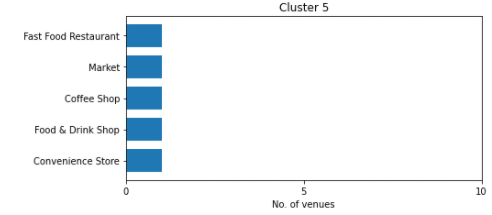 Cluster 5
Fast Food Restaurant
Market
Coffee Shop
Food & Drink Shop
Convenience Store
0 5 10
No. of venues